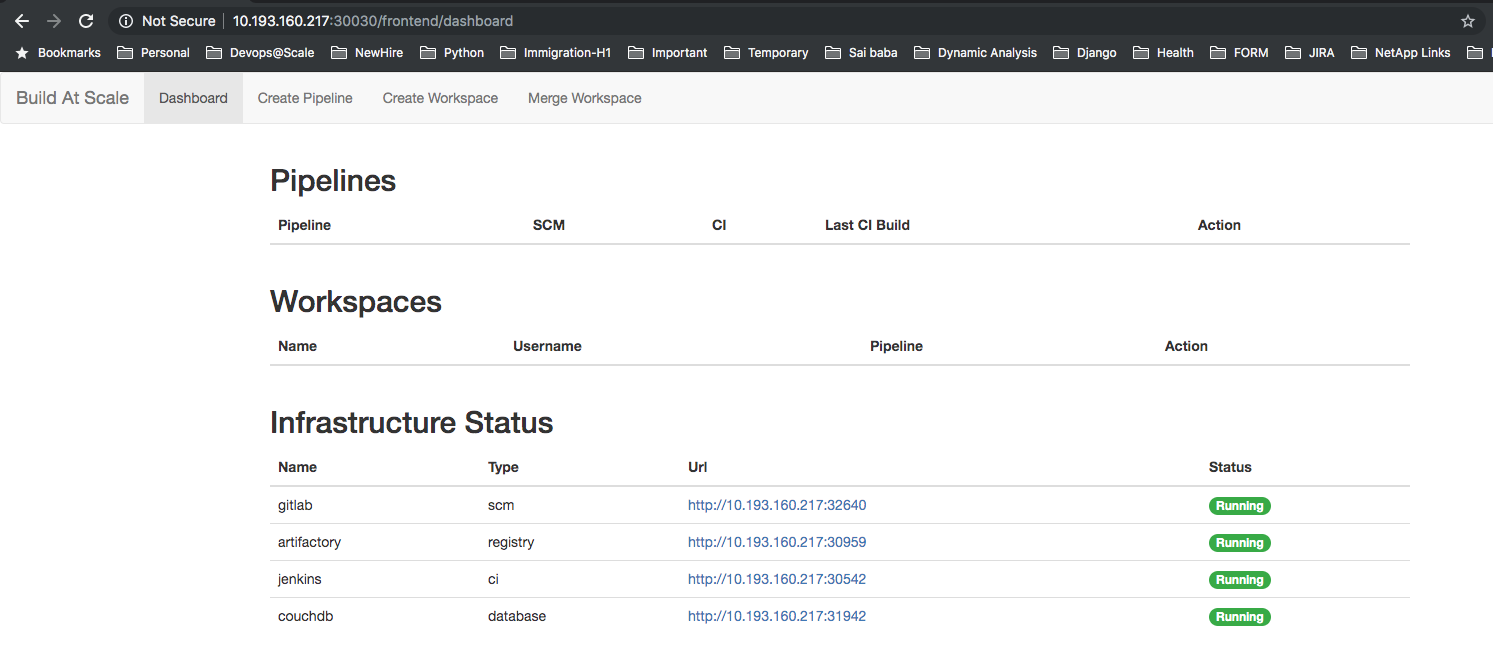 Not Secure 10.193.160.217:30030/frontend/dashboard
Bookmarks Personal Devops@Scale NewHire Python Immigration-H1 Important Temporary Sai baba Dynamic Analysis Django Health FORM JIRA NetApp Links
Build At Scale Dashboard Create Pipeline Create Workspace Merge Workspace
Pipelines
Pipeline SCM CI Last CI Build Action
Workspaces
Name Username Pipeline Action
Infrastructure Status
Name Type Url Status
gitlab scm http://10.193.160.217:32640 Running
artifactory registry http://10.193.160.217:30959 Running
jenkins ci http://10.193.160.217:30542 Running
couchdb database http://10.193.160.217:31942 Running